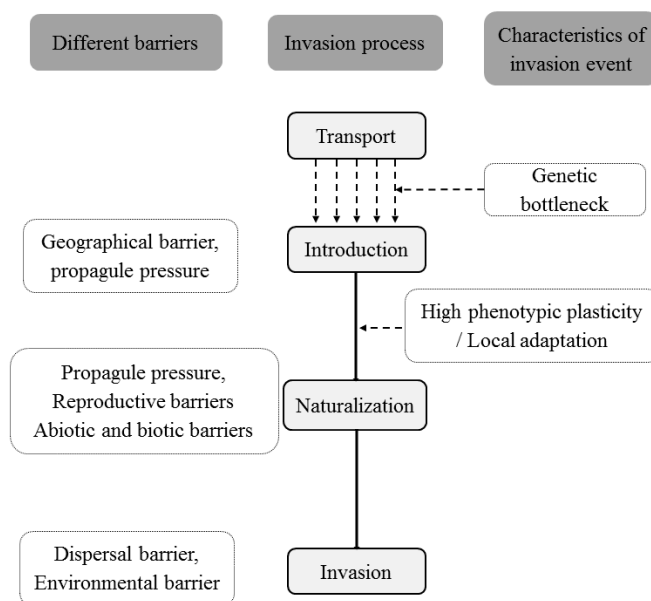 Different barriers
Invasion process
Characteristics of
invasion event
Transport
Genetic
bottleneck
Geographical barrier,
propagule pressure
Introduction
High phenotypic plasticity
/ Local adaptation
Propagule pressure,
Reproductive barriers
Abiotic and biotic barriers
Naturalization
Dispersal barrier,
Environmental barrier
Invasion